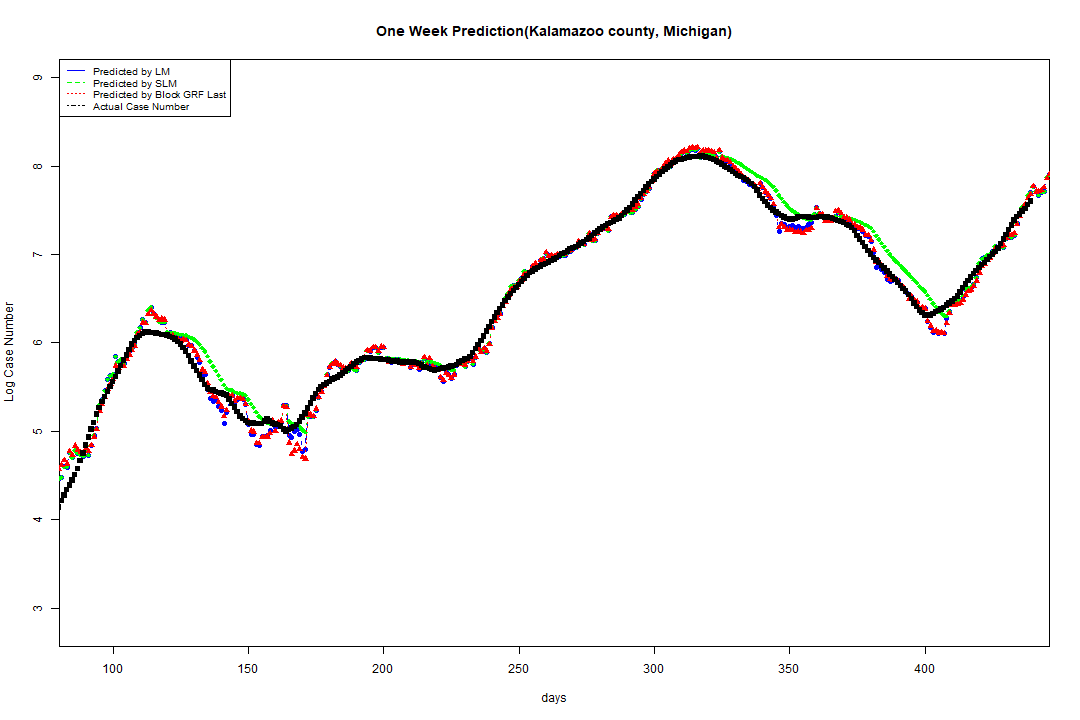 One Week Prediction(Kalamazoo county, Michigan)
Predicted by LM
Predicted by SLM
Predicted by Block GRF Last
Actual Case Number
9
8
7
6
5
4
3
Log Case Number
100 150 200 250 300 350 400
days